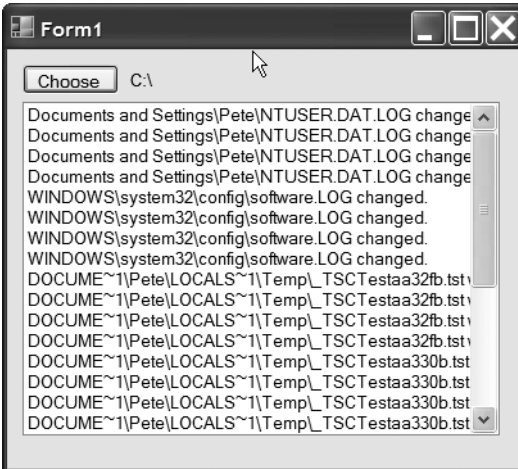 Form1
Choose C:\
Documents and Settings\Pete\NTUSER.DAT.LOG change
Documents and Settings\Pete\NTUSER.DAT.LOG change
Documents and Settings\Pete\NTUSER.DAT.LOG change
Documents and Settings\Pete\NTUSER.DAT.LOG change
WINDOWS\system32\config\software.LOG changed.
WINDOWS\system32\config\software.LOG changed.
WINDOWS\system32\config\software.LOG changed.
WINDOWS\system32\config\software.LOG changed.
DOCUME~1\Pete\LOCALS~1\Temp\_TSCTestaa32fb.tst
DOCUME~1\Pete\LOCALS~1\Temp\_TSCTestaa32fb.tst
DOCUME~1\Pete\LOCALS~1\Temp\_TSCTestaa32fb.tst
DOCUME~1\Pete\LOCALS~1\Temp\_TSCTestaa32fb.tst
DOCUME~1\Pete\LOCALS~1\Temp\_TSCTestaa330b.tst
DOCUME~1\Pete\LOCALS~1\Temp\_TSCTestaa330b.tst
DOCUME~1\Pete\LOCALS~1\Temp\_TSCTestaa330b.tst
DOCUME~1\Pete\LOCALS~1\Temp\_TSCTestaa330b.tst